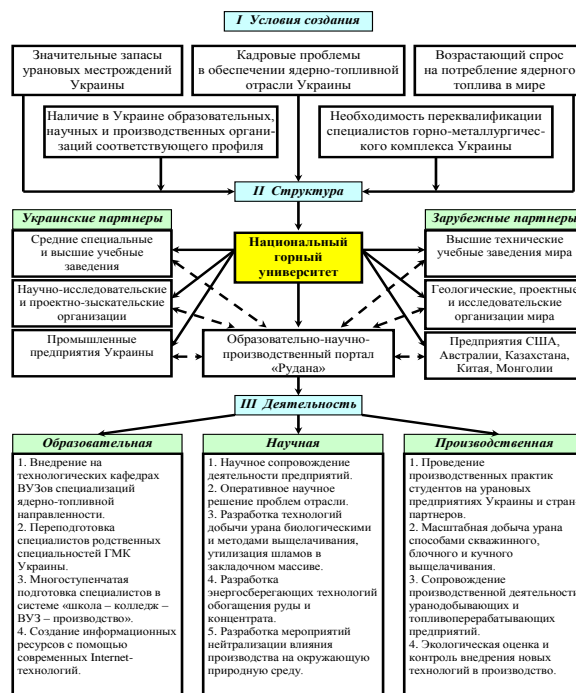 I Условия создания
Значительные запасы
урановых местрождений
Украины
Кадровые проблемы
в обеспечении ядерно-топливной
отрасли Украины
Возрастающий спрос
на потребление ядерного
топлива в мире
Наличие в Украине образовательных,
научных и производственных органи-
заций соответствующего профиля
Необходимость переквалификации
специалистов горно-металлургичес-
кого комплекса Украины
II Структура
Украинские партнеры
Средние специальные
и высшие учебные
заведения
Научно-исследовательские
и проектно-зыскательские
организации
Промышленные
предприятия Украины
Национальный
горный
университет
Образовательно-научно-
производственный портал
«Рудана»
Зарубежные партнеры
Высшие технические
учебные заведения мира
Геологические, проектные
и исследовательские
организации мира
Предприятия США,
Австралии, Казахстана,
Китая, Монголии
III Деятельность
Образовательная
1. Внедрение на
технологических кафедрах
ВУЗов специализаций
ядерно-топливной
направленности.
2. Переподготовка
специалистов родственных
специальностей ГМК
Украины.
3. Многоступенчатая
подготовка специалистов в
системе «школа – колледж –
ВУЗ – производство».
4. Создание информационных
ресурсов с помощью
современных Internet-
технологий.
Научная
1. Научное сопровождение
деятельности предприятий.
2. Оперативное научное
решение проблем отрасли.
3. Разработка технологий
добычи урана биологическими
и методами выщелачивания,
утилизация шламов в
закладочном массиве.
4. Разработка
энергосберегающих технологий
обогащения руды и
концентрата.
5. Разработка мероприятий
нейтрализации влияния
производства на окружающую
природную среду.
Производственная
1. Проведение
производственных практик
студентов на урановых
предприятиях Украины и стран-
партнеров.
2. Масштабная добыча урана
способами скважинного,
блочного и кучного
выщелачивания.
3. Сопровождение
производственной деятельности
уранодобывающих и
топливоперерабатывающих
предприятий.
4. Экологическая оценка и
контроль внедрения новых
технологий в производство.